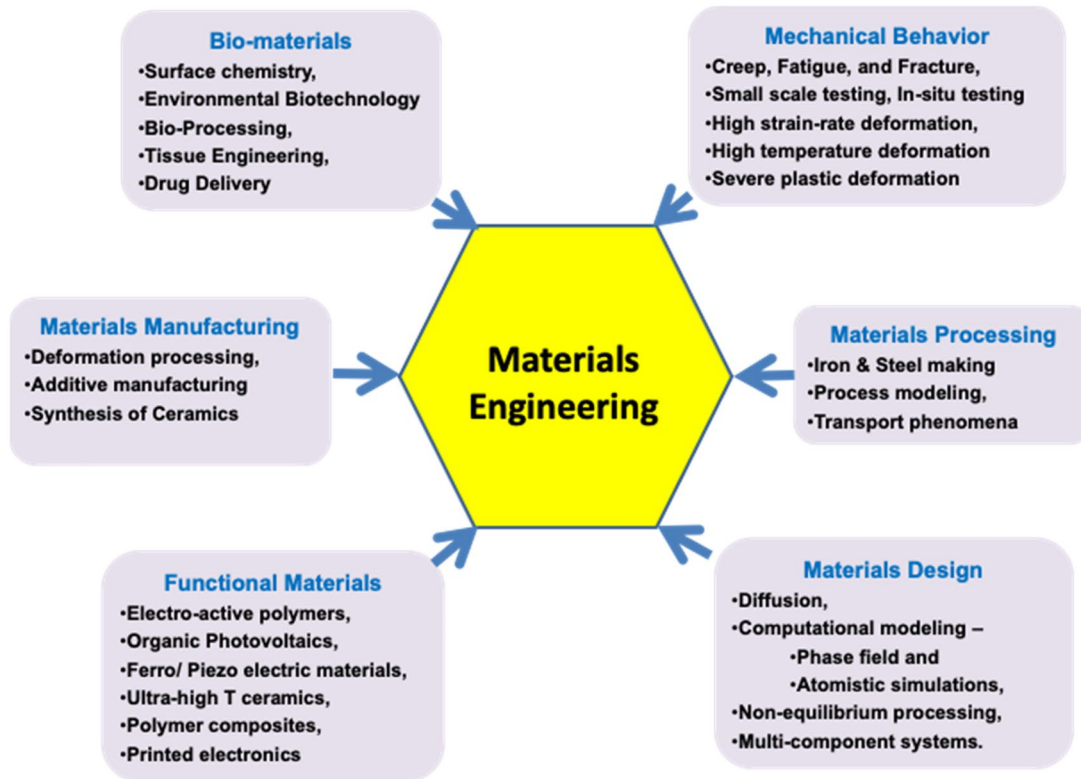 Bio-materials
•Surface chemistry,
•Environmental Biotechnology
•Bio-Processing,
•Tissue Engineering,
•Drug Delivery
Mechanical Behavior
•Creep, Fatigue, and Fracture,
•Small scale testing, In-situ testing
•High strain-rate deformation,
•High temperature deformation
•Severe plastic deformation
Materials Manufacturing
•Deformation processing,
•Additive manufacturing
•Synthesis of Ceramics
Materials
Engineering
Materials Processing
•Iron & Steel making
•Process modeling,
•Transport phenomena
Functional Materials
•Electro-active polymers,
•Organic Photovoltaics,
•Ferro/ Piezo electric materials,
•Ultra-high T ceramics,
•Polymer composites,
•Printed electronics
Materials Design
•Diffusion,
•Computational modeling –
•Phase field and
•Atomistic simulations,
•Non-equilibrium processing,
•Multi-component systems.